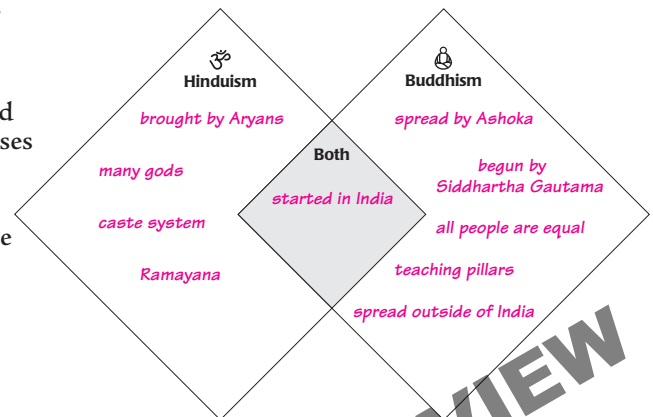 d
ses
e
ॐ
Hinduism
brought by Aryans
many gods
caste system
Ramayana
Both
started in India
Buddhism
spread by Ashoka
begun by
Siddhartha Gautama
all people are equal
teaching pillars
spread outside of India
VIEW